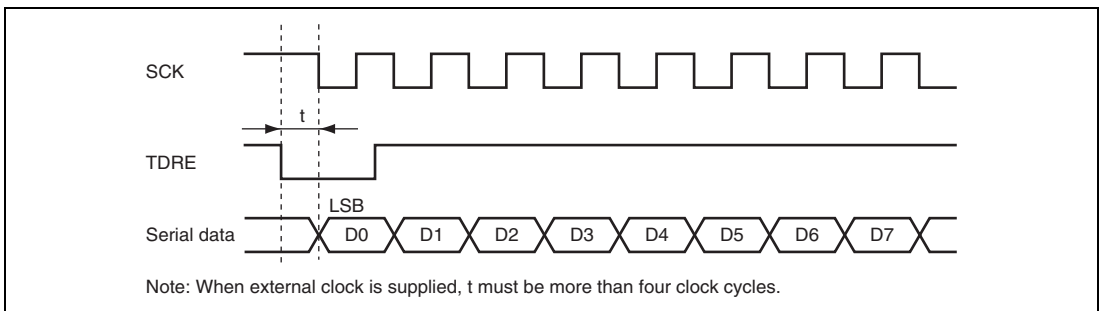 SCK
t
TDRE
LSB
Serial data D0 D1 D2 D3 D4 D5 D6 D7
Note: When external clock is supplied, t must be more than four clock cycles.